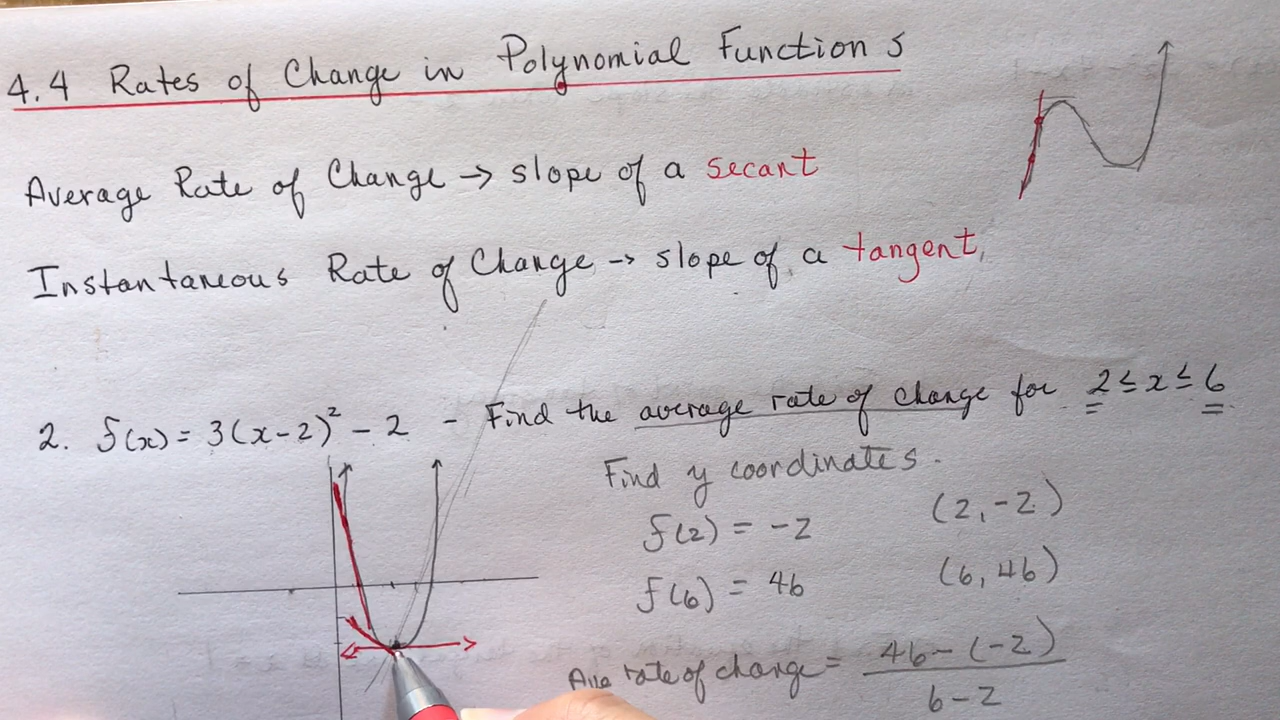 4.4 Rates of Change in Polynomial Functions
Average Rate of Change → slope of a secant
Instantaneous Rate of Change → slope of a tangent.
2. f(x) = 3(x-2)² - 2 - Find the average rate of change for 2 ≤ x ≤ 6
Find y coordinates.
f(2) = -2 (2, -2)
f(6) = 46 (6, 46)
Ave rate of change = 46-(-2)
6-2